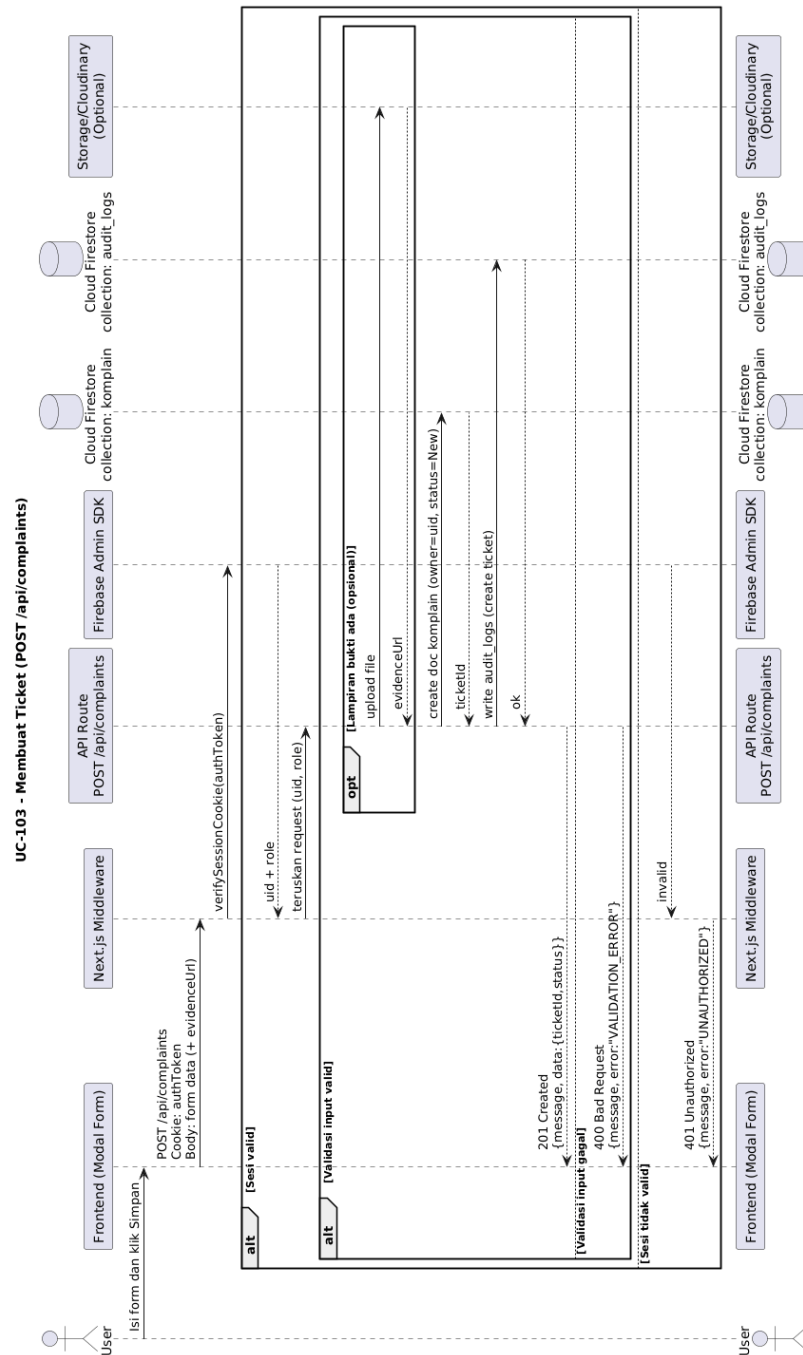 UC-103 - Membuat Ticket (POST /api/complaints)
User
Frontend (Modal Form)
Next.js Middleware
API Route
POST /api/complaints
Firebase Admin SDK
Cloud Firestore
collection: komplain
Cloud Firestore
collection: audit_logs
Storage/Cloudinary
(Optional)
Isi form dan klik Simpan
POST /api/complaints
Cookie: authToken
Body: form data (+ evidenceUrl)
verifySessionCookie(authToken)
alt
[Sesi valid]
uid + role
teruskan request (uid, role)
alt
[Validasi input valid]
opt
[Lampiran bukti ada (opsional)]
upload file
evidenceUrl
create doc komplain (owner=uid, status=New)
ticketId
write audit_logs (create ticket)
ok
201 Created
{message, data:{ticketId,status}}
[Validasi input gagal]
400 Bad Request
{message, error:"VALIDATION_ERROR"}
[Sesi tidak valid]
invalid
401 Unauthorized
{message, error:"UNAUTHORIZED"}
User
Frontend (Modal Form)
Next.js Middleware
API Route
POST /api/complaints
Firebase Admin SDK
Cloud Firestore
collection: komplain
Cloud Firestore
collection: audit_logs
Storage/Cloudinary
(Optional)